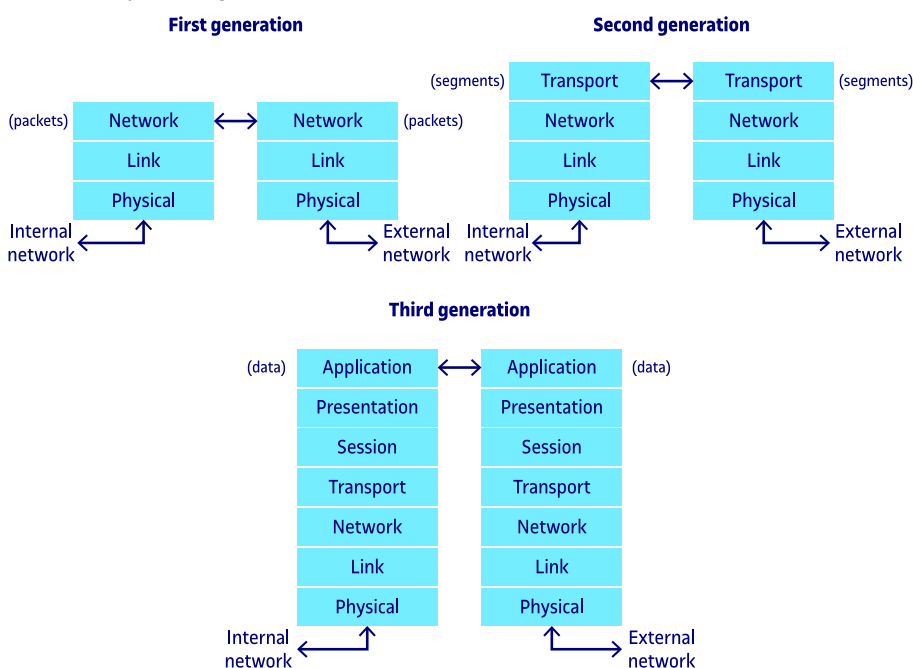 First generation
(packets) Network Network (packets)
Link Link
Physical Physical
Internal network
External network
Second generation
(segments) Transport Transport (segments)
Network Network
Link Link
Physical Physical
Internal network
External network
Third generation
(data) Application Application (data)
Presentation Presentation
Session Session
Transport Transport
Network Network
Link Link
Physical Physical
Internal network
External network